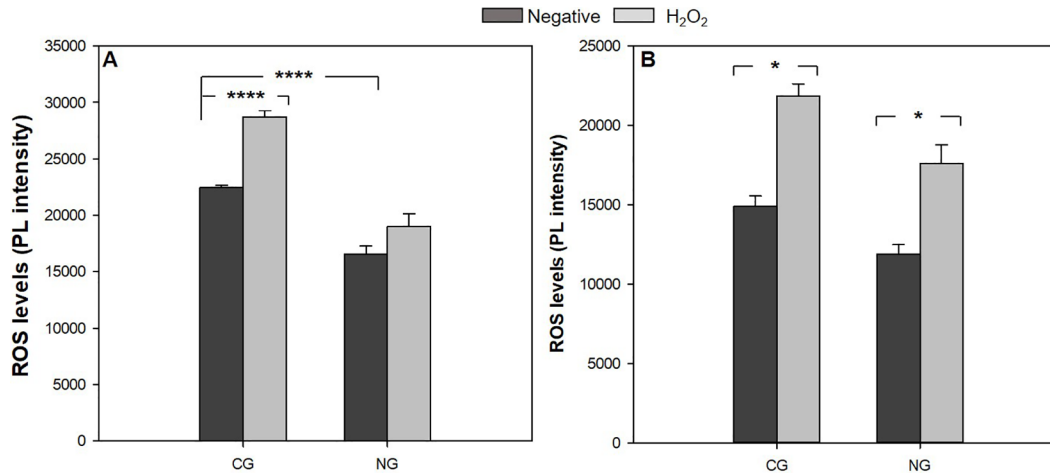 Negative H₂O₂
A
ROS levels (PL intensity)
35000
30000
25000
20000
15000
10000
5000
0
****
****
CG NG
B
ROS levels (PL intensity)
25000
20000
15000
10000
5000
0
*
*
CG NG